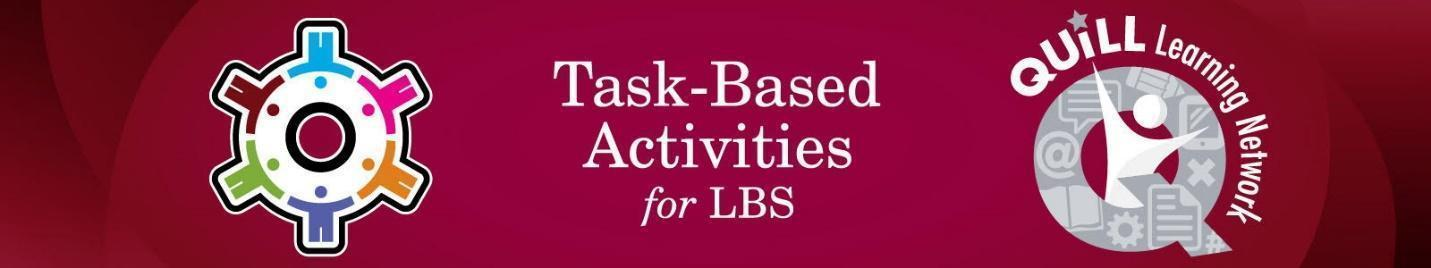 Task-Based
Activities
for LBS
QUiLL Learning Network
@
#